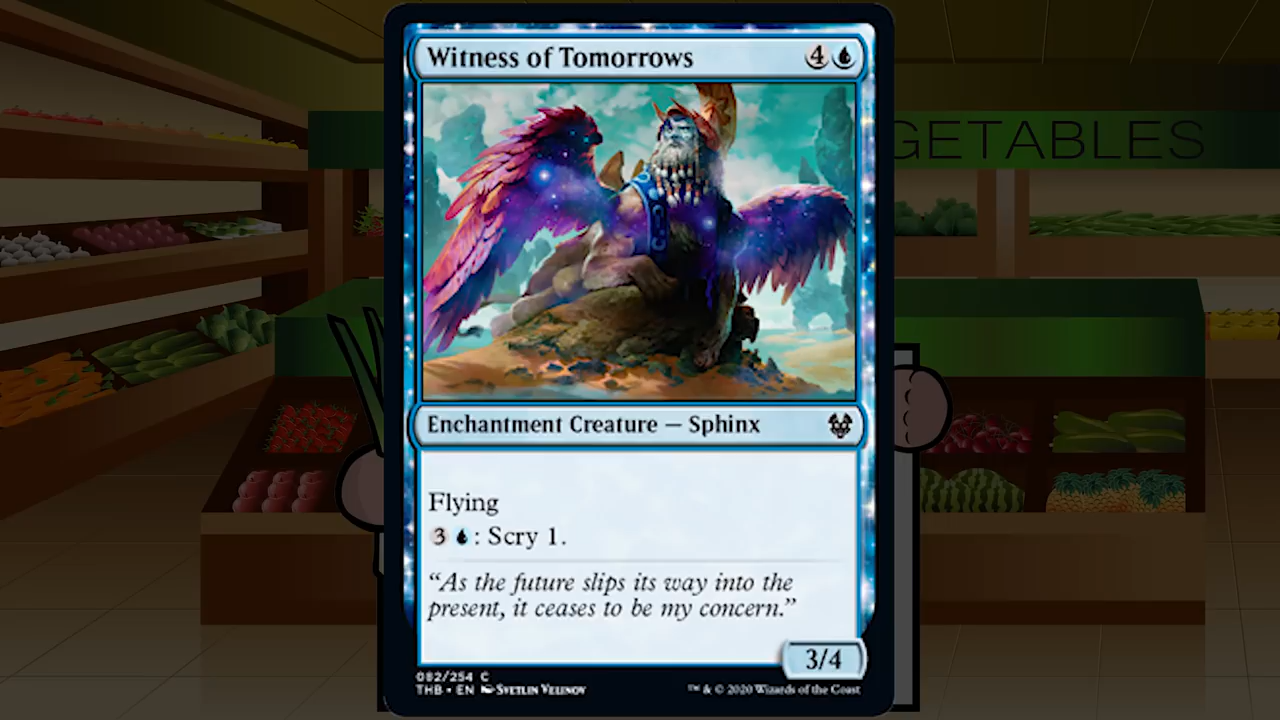 Witness of Tomorrows 4
GETABLES
Enchantment Creature — Sphinx
Flying
3 : Scry 1.
“As the future slips its way into the
present, it ceases to be my concern.”
3/4
082/254 C
THB • EN Svetlin Velinov
™ & © 2020 Wizards of the Coast